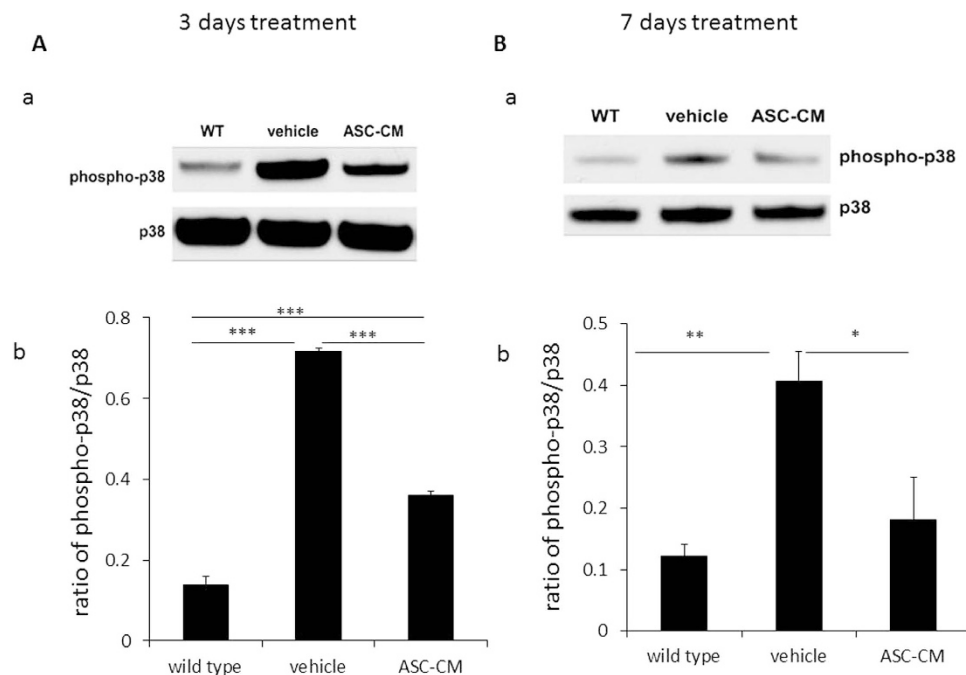 3 days treatment
A
a
WT vehicle ASC-CM
phospho-p38
p38
b
ratio of phospho-p38/p38
0.8
0.6
0.4
0.2
0
***
*** ***
wild type vehicle ASC-CM
7 days treatment
B
a
WT vehicle ASC-CM
phospho-p38
p38
b
ratio of phospho-p38/p38
0.5
0.4
0.3
0.2
0.1
0
** *
wild type vehicle ASC-CM